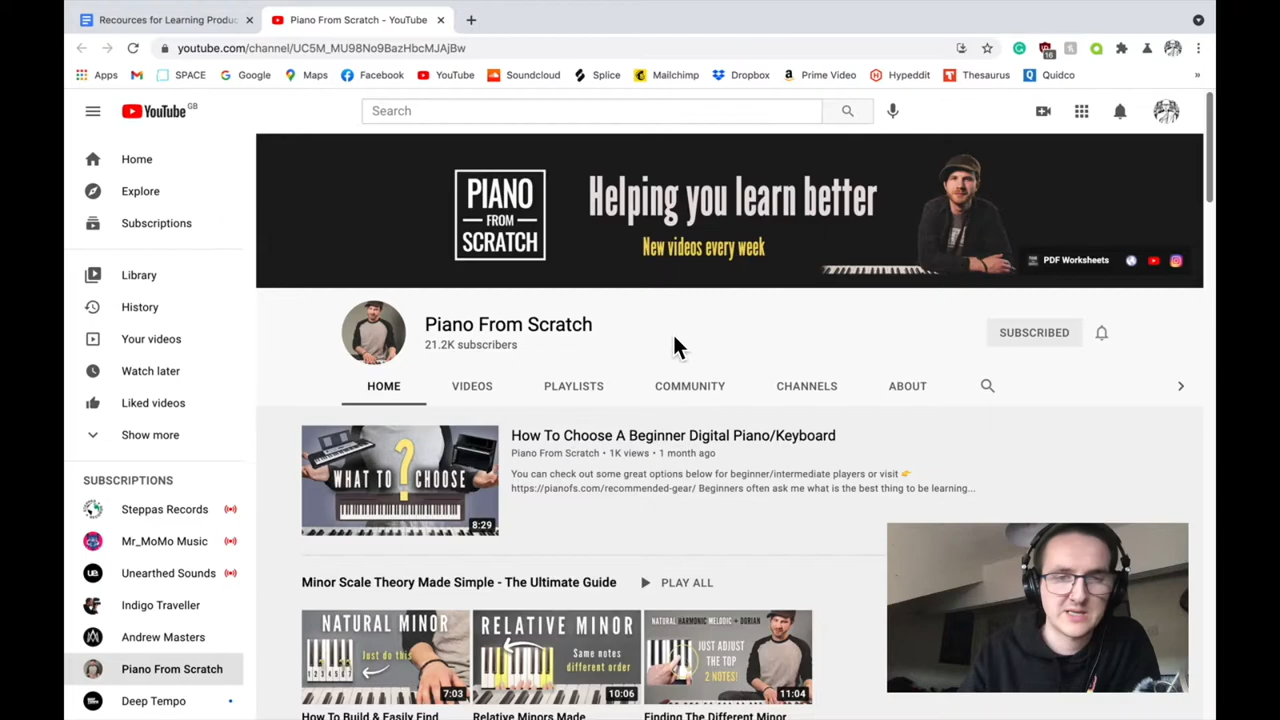 Recources for Learning Produc
Piano From Scratch - YouTube
youtube.com/channel/UC5M_MU98No9BazHbcMJAjBw
16
Apps
SPACE
Google
Maps
Facebook
YouTube
Soundcloud
Splice
Mailchimp
Dropbox
Prime Video
Hypeddit
Thesaurus
Quidco
»
YouTube GB
Search
Home
Explore
Subscriptions
Library
History
Your videos
Watch later
Liked videos
Show more
SUBSCRIPTIONS
Steppas Records
Mr_MoMo Music
Unearthed Sounds
Indigo Traveller
Andrew Masters
Piano From Scratch
Deep Tempo
PIANO
FROM
SCRATCH
Helping you learn better
New videos every week
PDF Worksheets
Piano From Scratch
21.2K subscribers
SUBSCRIBED
HOME
VIDEOS
PLAYLISTS
COMMUNITY
CHANNELS
ABOUT
WHAT TO ? CHOOSE
8:29
How To Choose A Beginner Digital Piano/Keyboard
Piano From Scratch • 1K views • 1 month ago
You can check out some great options below for beginner/intermediate players or visit 👉
https://pianofs.com/recommended-gear/ Beginners often ask me what is the best thing to be learning...
Minor Scale Theory Made Simple - The Ultimate Guide
PLAY ALL
NATURAL MINOR
Just do this
7:03
RELATIVE MINOR
Same notes
different order
10:06
NATURAL HARMONIC MELODIC + DORIAN
JUST ADJUST
THE TOP
2 NOTES!
11:04
How To Build & Easily Find
Relative Minors Made
Finding The Different Minor